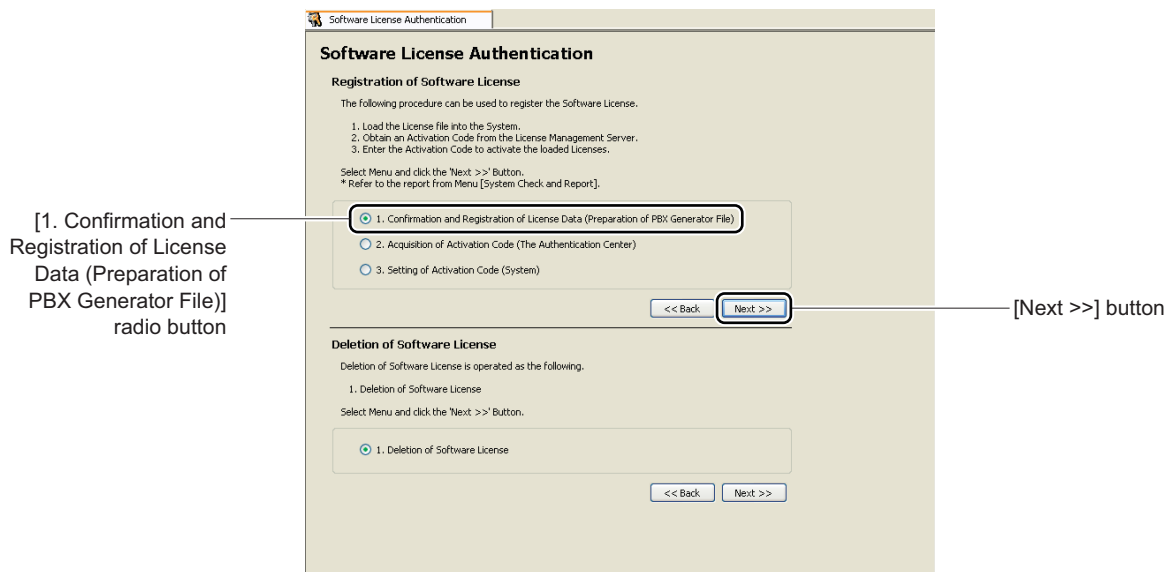 Software License Authentication
Software License Authentication
Registration of Software License
The following procedure can be used to register the Software License.
1. Load the License file into the System.
2. Obtain an Activation Code from the License Management Server.
3. Enter the Activation Code to activate the loaded Licenses.
Select Menu and click the 'Next >>' Button.
* Refer to the report from Menu [System Check and Report].
[1. Confirmation and
Registration of License
Data (Preparation of
PBX Generator File)]
radio button
1. Confirmation and Registration of License Data (Preparation of PBX Generator File)
2. Acquisition of Activation Code (The Authentication Center)
3. Setting of Activation Code (System)
<< Back Next >>
[Next >>] button
Deletion of Software License
Deletion of Software License is operated as the following.
1. Deletion of Software License
Select Menu and click the 'Next >>' Button.
1. Deletion of Software License
<< Back Next >>